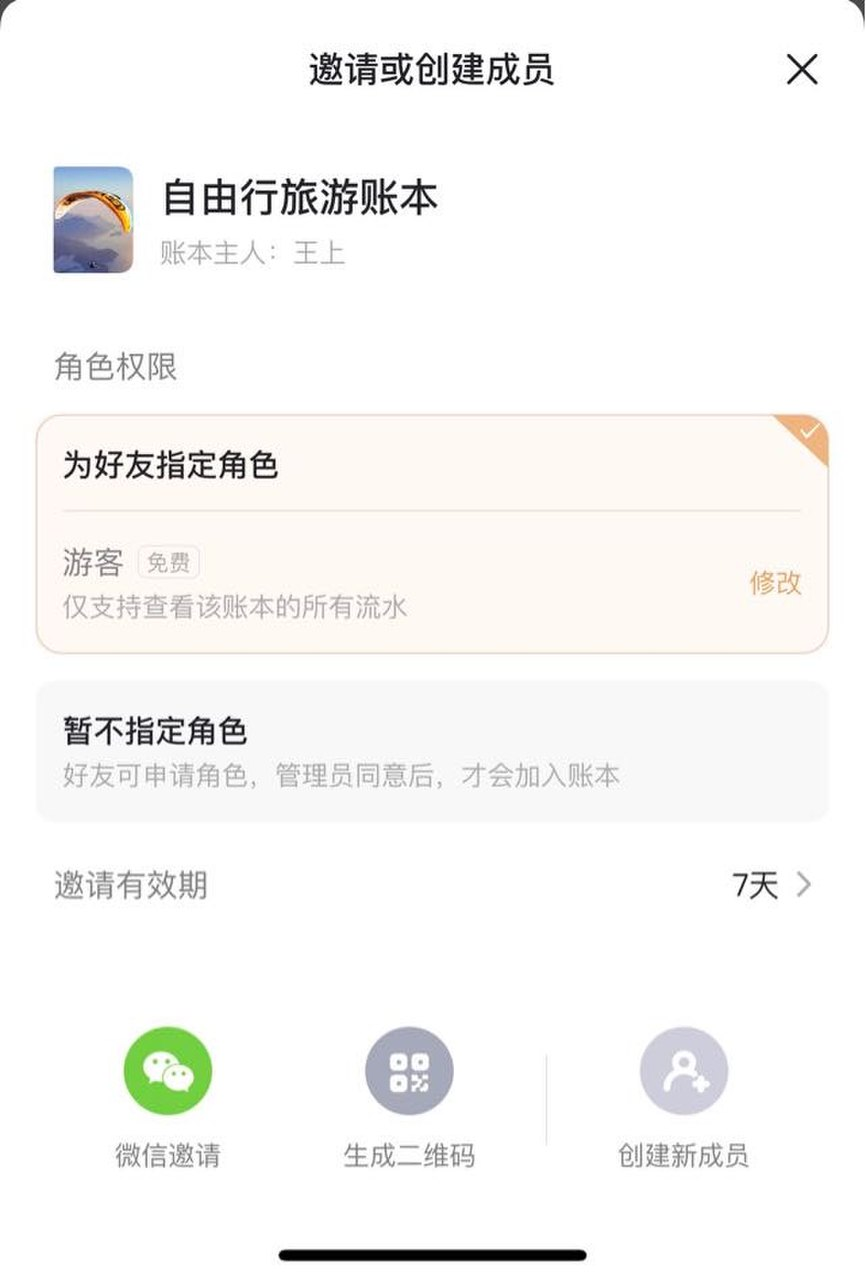 邀请或创建成员
自由行旅游账本
账本主人：王上
角色权限
为好友指定角色
游客 免费
仅支持查看该账本的所有流水
修改
暂不指定角色
好友可申请角色，管理员同意后，才会加入账本
邀请有效期 7天
微信邀请 生成二维码 创建新成员